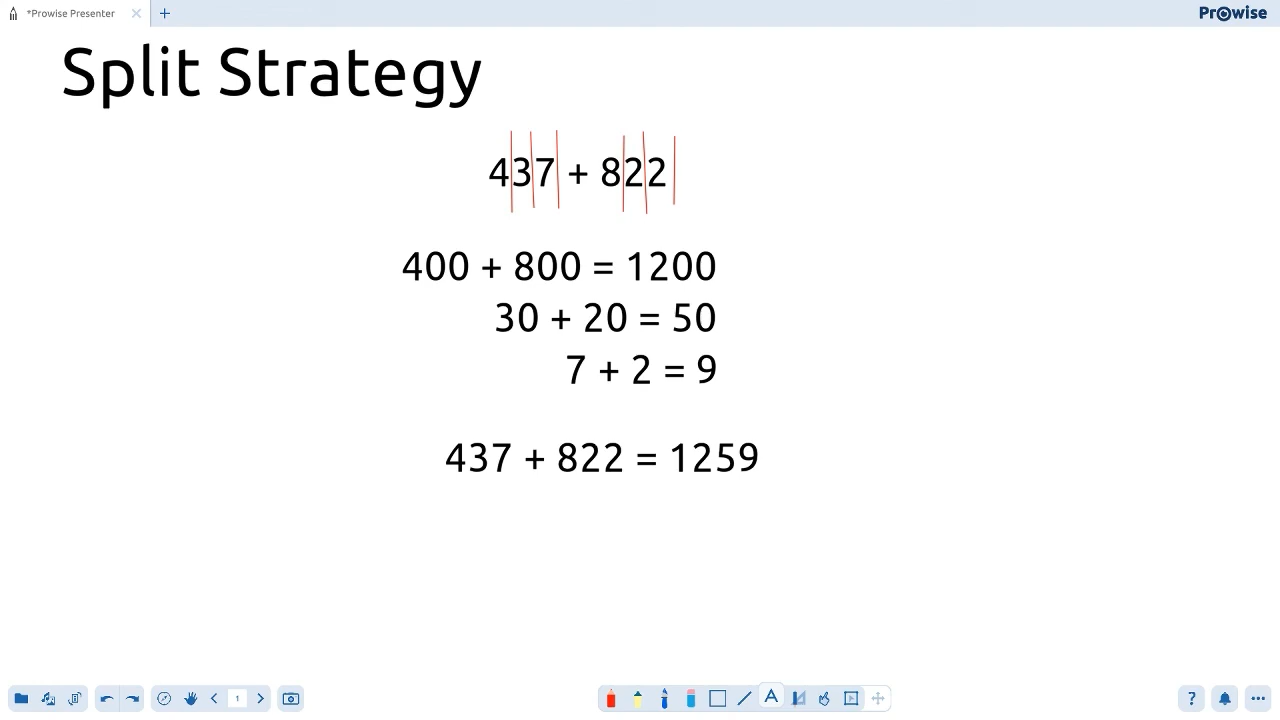 *Prowise Presenter
Prowise
Split Strategy
437 + 822
400 + 800 = 1200
30 + 20 = 50
7 + 2 = 9
437 + 822 = 1259
1
A
?